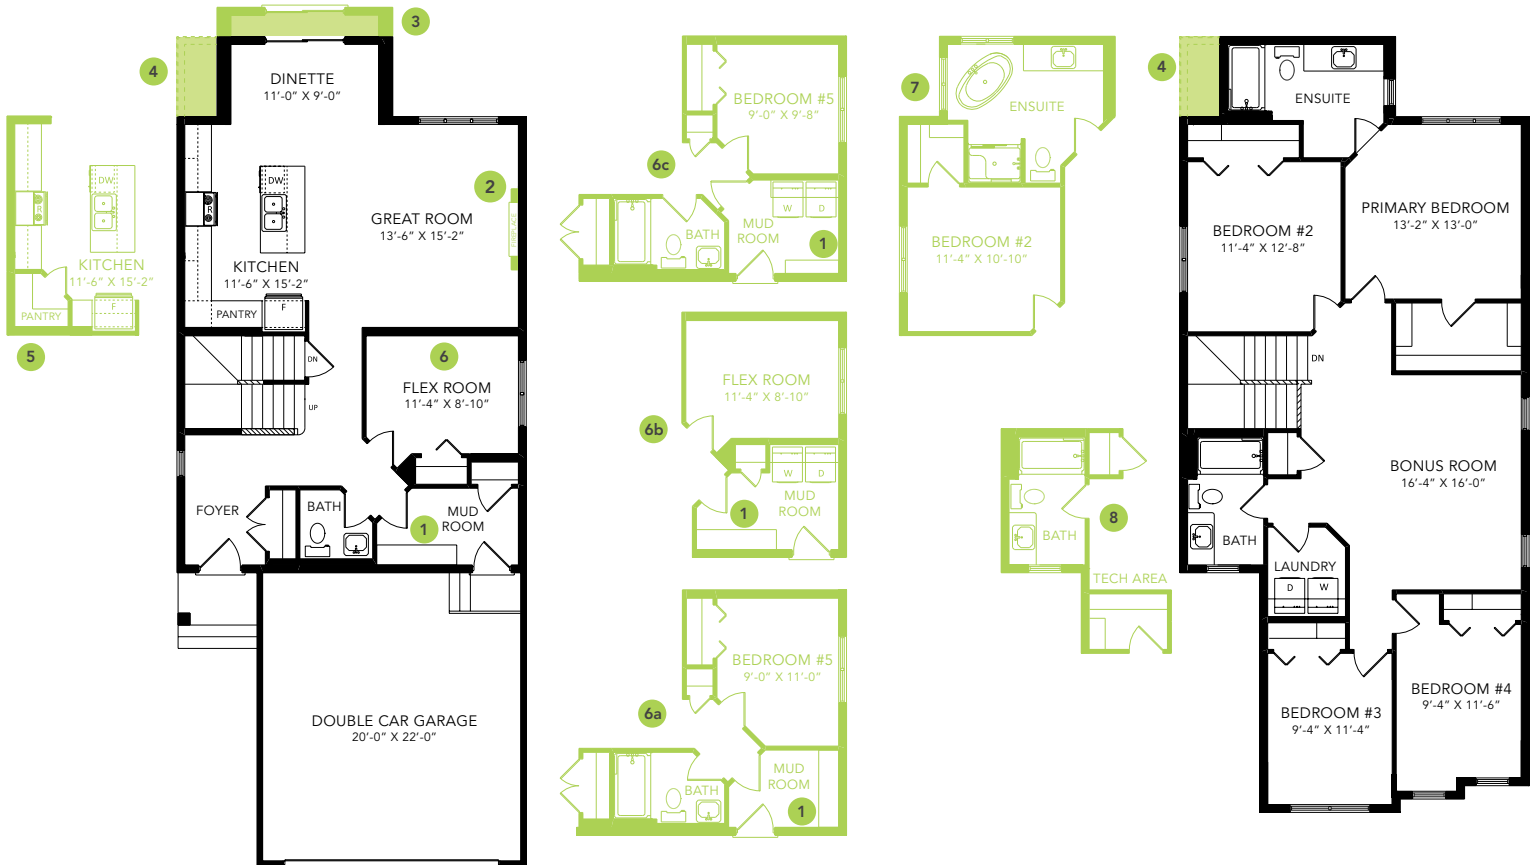 3
4
DINETTE
11'-0" X 9'-0"
DW
R
2
GREAT ROOM
13'-6" X 15'-2"
FIREPLACE
KITCHEN
11'-6" X 15'-2"
PANTRY
F
DN
UP
6
FLEX ROOM
11'-4" X 8'-10"
FOYER
BATH
1
MUD
ROOM
DOUBLE CAR GARAGE
20'-0" X 22'-0"
DW
R
KITCHEN
11'-6" X 15'-2"
PANTRY
F
5
BEDROOM #5
9'-0" X 9'-8"
6c
W
D
BATH
MUD
ROOM
1
FLEX ROOM
11'-4" X 8'-10"
6b
W
D
MUD
ROOM
1
BEDROOM #5
9'-0" X 11'-0"
6a
BATH
MUD
ROOM
1
7
ENSUITE
BEDROOM #2
11'-4" X 10'-10"
8
BATH
TECH AREA
4
ENSUITE
PRIMARY BEDROOM
13'-2" X 13'-0"
BEDROOM #2
11'-4" X 12'-8"
DN
BONUS ROOM
16'-4" X 16'-0"
BATH
LAUNDRY
D
W
BEDROOM #3
9'-4" X 11'-4"
BEDROOM #4
9'-4" X 11'-6"